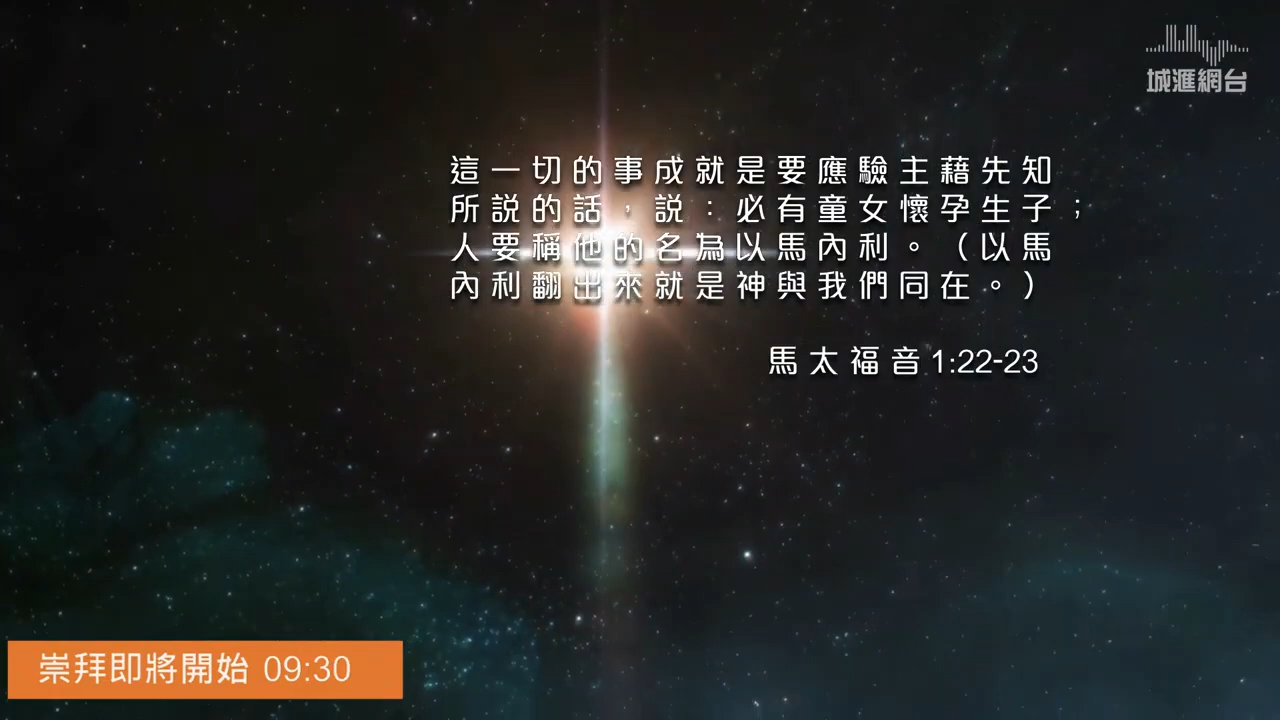 城滙網台
這一切的事成就是要應驗主藉先知
所説的話，説：必有童女懷孕生子；
人要稱他的名為以馬內利。（以馬
內利翻出來就是神與我們同在。）
馬太福音1:22-23
崇拜即將開始 09:30